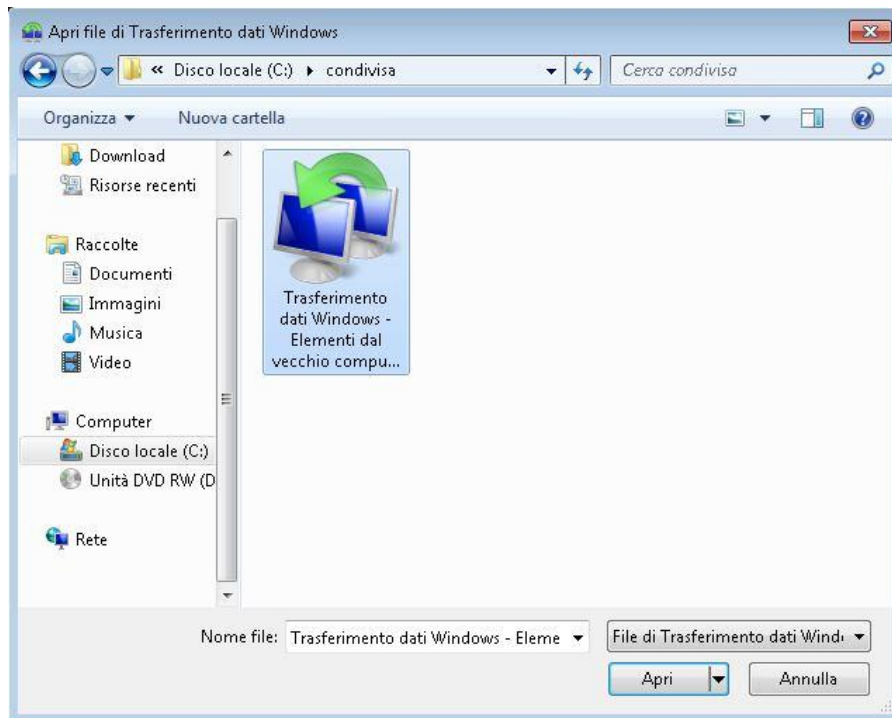 Apri file di Trasferimento dati Windows
« Disco locale (C:) condivisa
Cerca condivisa
Organizza Nuova cartella
Download
Risorse recenti
Raccolte
Documenti
Immagini
Musica
Video
Computer
Disco locale (C:)
Unità DVD RW (D
Rete
Trasferimento
dati Windows -
Elementi dal
vecchio compu...
Nome file: Trasferimento dati Windows - Eleme
File di Trasferimento dati Wind
Apri Annulla